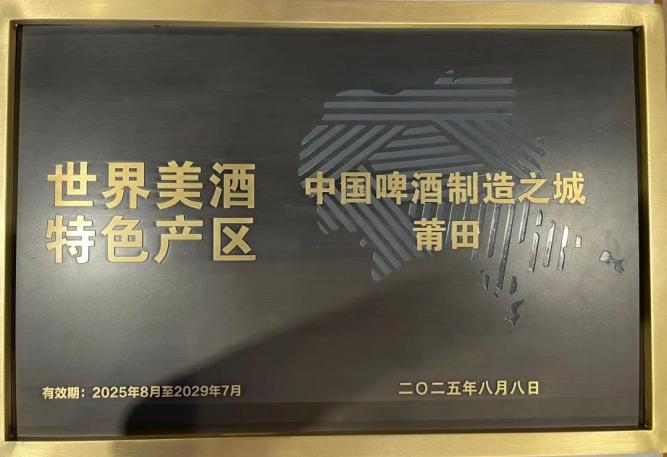 世界美酒
特色产区
中国啤酒制造之城
莆田
有效期：2025年8月至2029年7月
二〇二五年八月八日